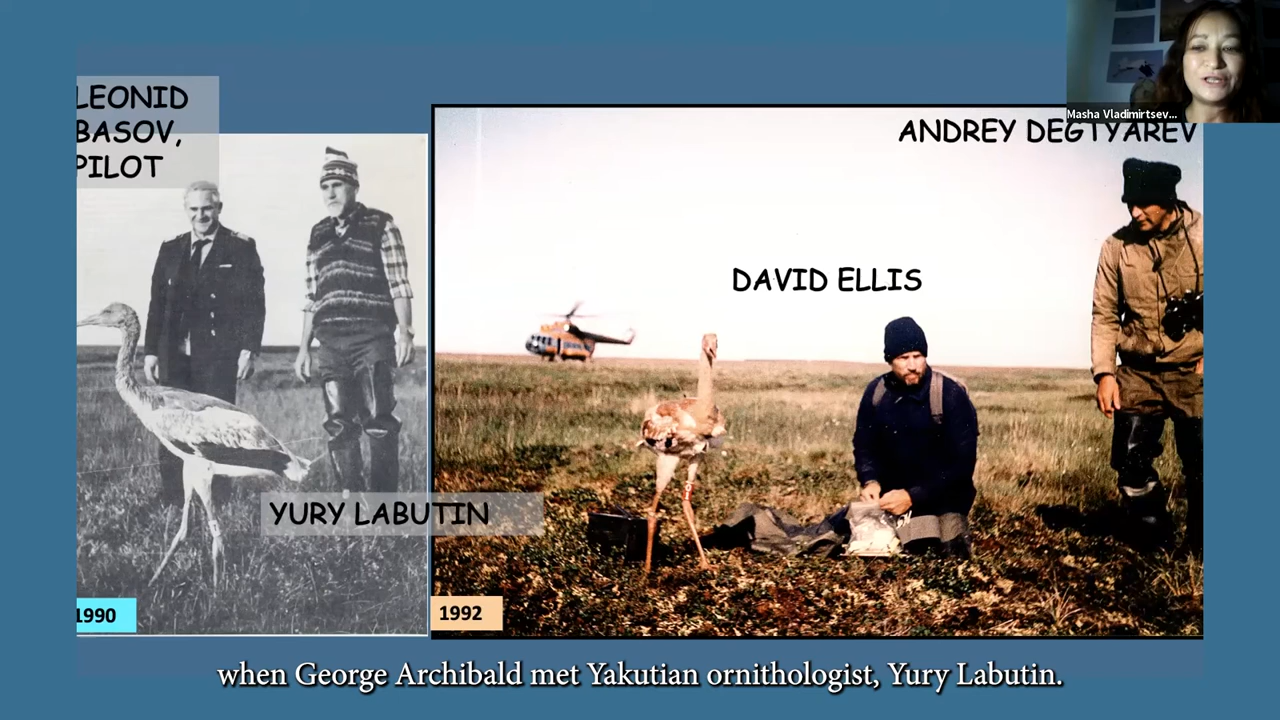 LEONID
BASOV,
PILOT
Masha Vladimirtsev...
ANDREY DEGTYAREV
DAVID ELLIS
YURY LABUTIN
1990
1992
when George Archibald met Yakutian ornithologist, Yury Labutin.